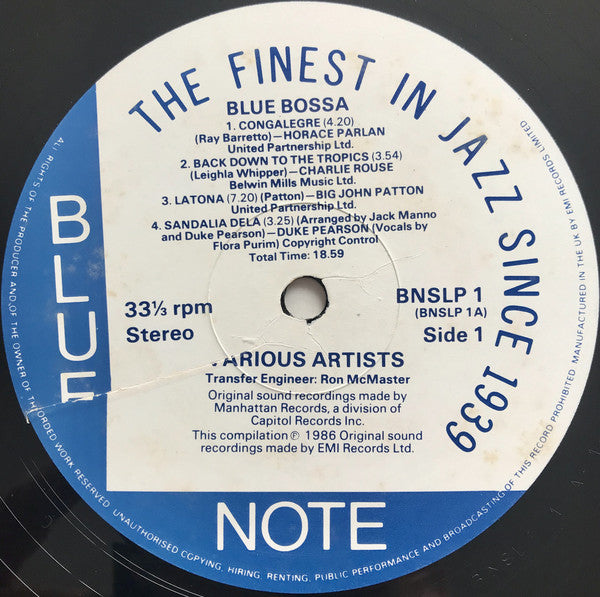 THE FINEST IN JAZZ SINCE 1939
BLUE BOSSA
1. CONGALEGRE (4.20)
(Ray Barretto)—HORACE PARLAN
United Partnership Ltd.
2. BACK DOWN TO THE TROPICS (3.54)
(Leighla Whipper)—CHARLIE ROUSE
Belwin Mills Music Ltd.
3. LATONA (7.20) (Patton)—BIG JOHN PATTON
United Partnership Ltd.
4. SANDALIA DELA (3.25) (Arranged by Jack Manno
and Duke Pearson)—DUKE PEARSON (Vocals by
Flora Purim) Copyright Control
Total Time: 18.59
33⅓ rpm
Stereo
BNSLP 1
(BNSLP 1A)
Side 1
VARIOUS ARTISTS
Transfer Engineer: Ron McMaster
Original sound recordings made by
Manhattan Records, a division of
Capitol Records Inc.
This compilation ℗ 1986 Original sound
recordings made by EMI Records Ltd.
BLUE
NOTE
ALL RIGHTS OF THE PRODUCER AND OF THE OWNER OF THE RECORDED WORK RESERVED. UNAUTHORISED COPYING, HIRING, RENTING, PUBLIC PERFORMANCE AND BROADCASTING OF THIS RECORD PROHIBITED. MANUFACTURED IN THE UK BY EMI RECORDS LIMITED
BNSL